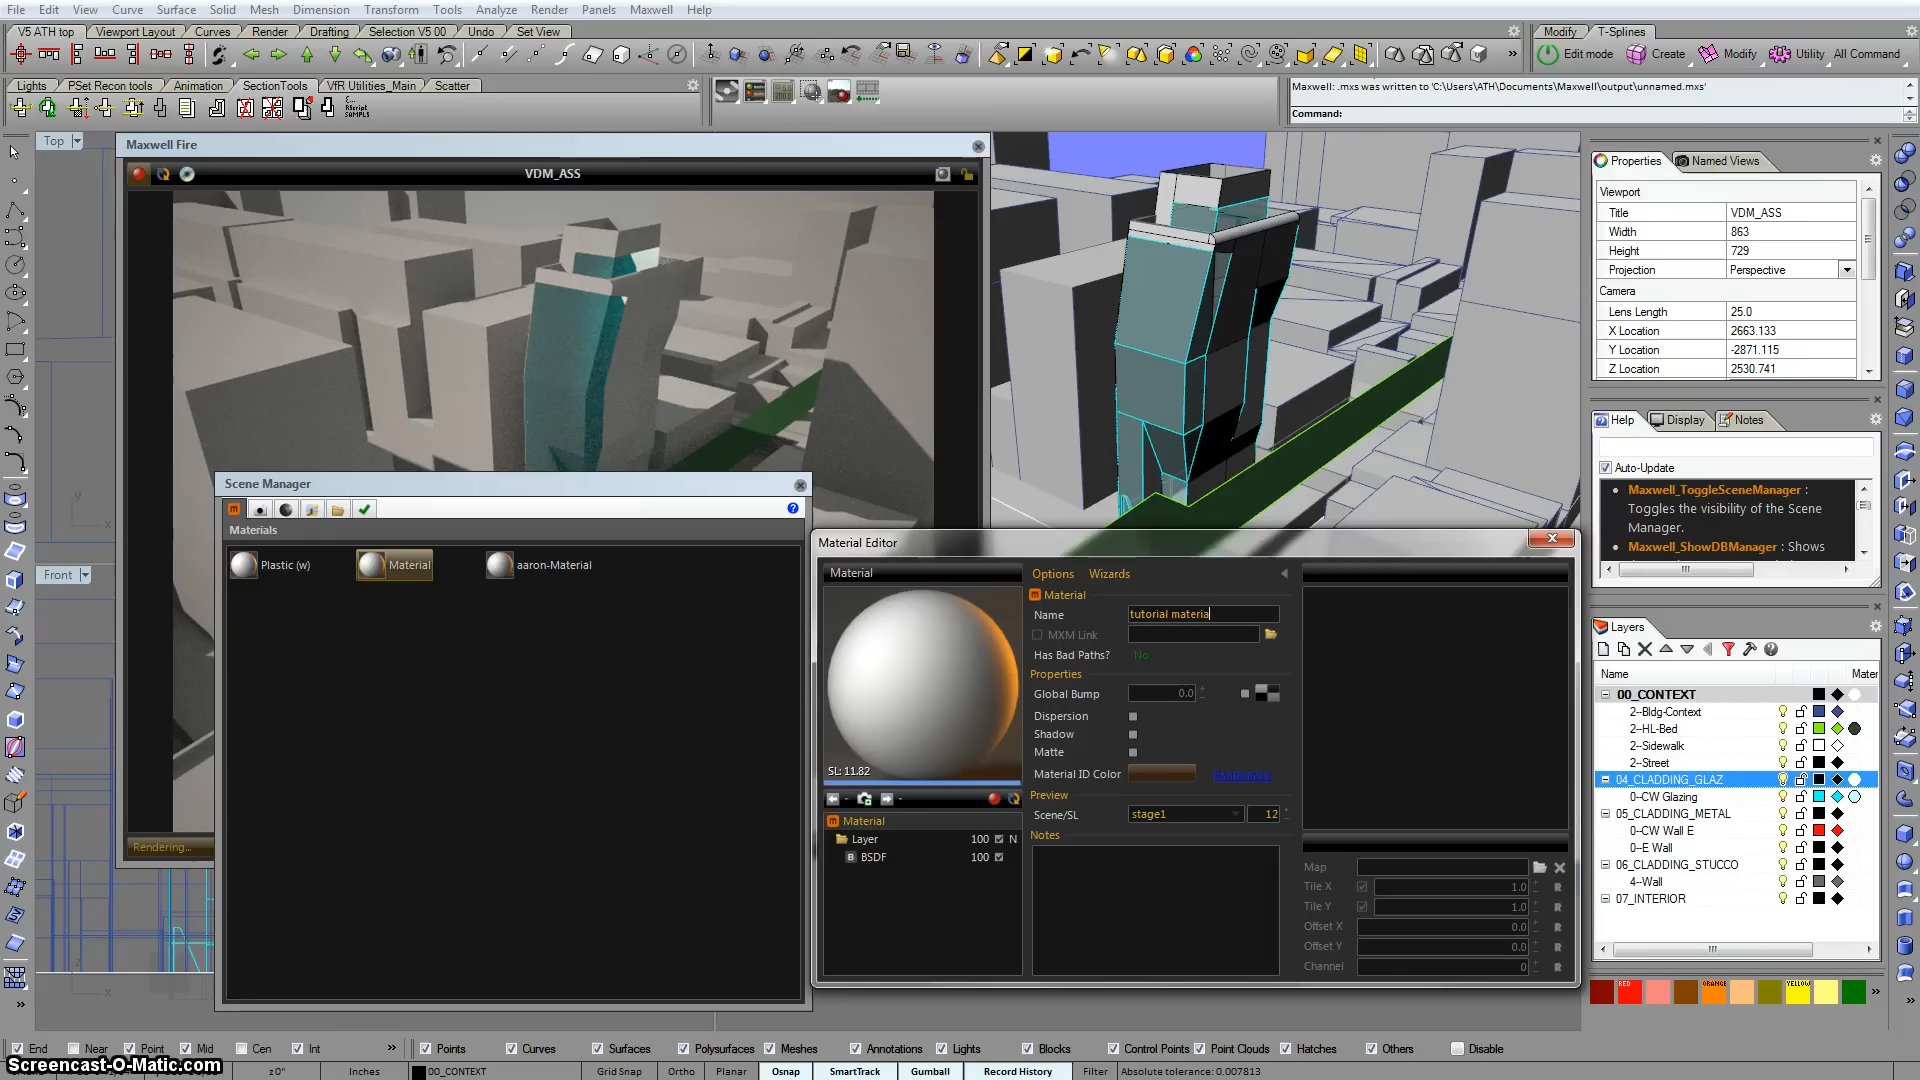 File Edit View Curve Surface Solid Mesh Dimension Transform Tools Analyze Render Panels Maxwell Help
V5 ATH top Viewport Layout Curves Render Drafting Selection V5 00 Undo Set View
Modify T-Splines
Edit mode Create Modify Utility All Command
Lights PSet Recon tools Animation SectionTools VfR Utilities_Main Scatter
RScript
SAMPLES
Maxwell: .mxs was written to 'C:\Users\ATH\Documents\Maxwell\output\unnamed.mxs'
Command:
Top
Maxwell Fire
VDM_ASS
Rendering...
Front
Scene Manager
Materials
Plastic (w) Material aaron-Material
Material Editor
Material
SL: 11.82
Material
Layer 100 N
BSDF 100
Options Wizards
Material
Name tutorial materia
MXM Link
Has Bad Paths? No
Properties
Global Bump 0.0
Dispersion
Shadow
Matte
Material ID Color Randomize
Preview
Scene/SL stage1 12
Notes
Map
Tile X 1.0 R
Tile Y 1.0 R
Offset X 0.0 R
Offset Y 0.0 R
Channel 0 R
Properties Named Views
Viewport
Title VDM_ASS
Width 863
Height 729
Projection Perspective
Camera
Lens Length 25.0
X Location 2663.133
Y Location -2871.115
Z Location 2530.741
Help Display Notes
Auto-Update
Maxwell_ToggleSceneManager :
Toggles the visibility of the Scene
Manager.
Maxwell_ShowDBManager : Shows
Layers
Name Mater
00_CONTEXT
2--Bldg-Context
2--HL-Bed
2--Sidewalk
2--Street
04_CLADDING_GLAZ
0--CW Glazing
05_CLADDING_METAL
0--CW Wall E
0--E Wall
06_CLADDING_STUCCO
4--Wall
07_INTERIOR
RED ORANGE YELLOW
End Near Point Mid Cen Int
Points Curves Surfaces Polysurfaces Meshes Annotations Lights Blocks Control Points Point Clouds Hatches Others Disable
Screencast-O-Matic.com
z 0" Inches 00_CONTEXT Grid Snap Ortho Planar Osnap SmartTrack Gumball Record History Filter Absolute tolerance: 0.007813